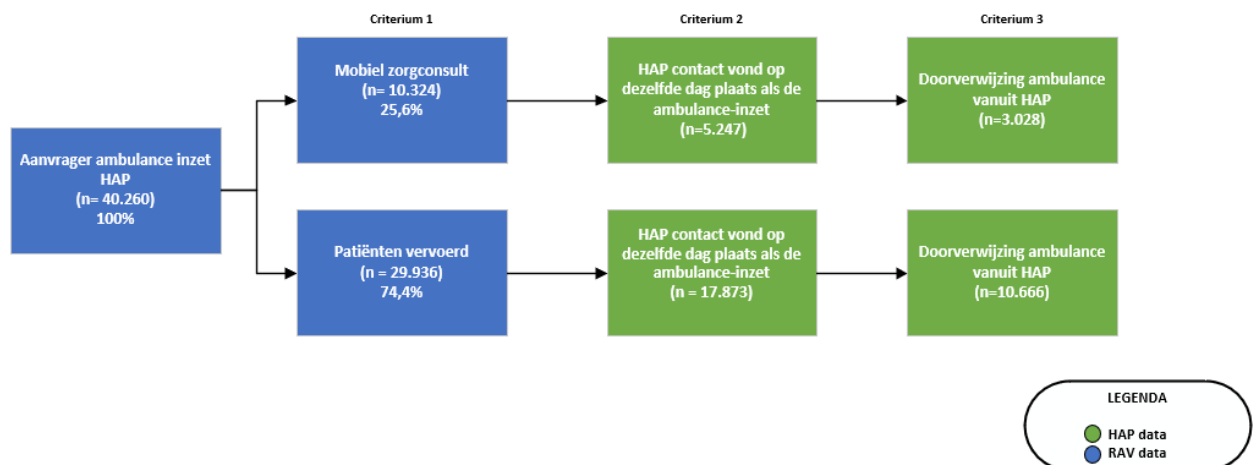 Criterium 1
Criterium 2
Criterium 3
Aanvrager ambulance inzet
HAP
(n= 40.260)
100%
Mobiel zorgconsult
(n= 10.324)
25,6%
HAP contact vond op
dezelfde dag plaats als de
ambulance-inzet
(n=5.247)
Doorverwijzing ambulance
vanuit HAP
(n=3.028)
Patiënten vervoerd
(n = 29.936)
74,4%
HAP contact vond op
dezelfde dag plaats als de
ambulance-inzet
(n = 17.873)
Doorverwijzing ambulance
vanuit HAP
(n=10.666)
LEGENDA
HAP data
RAV data